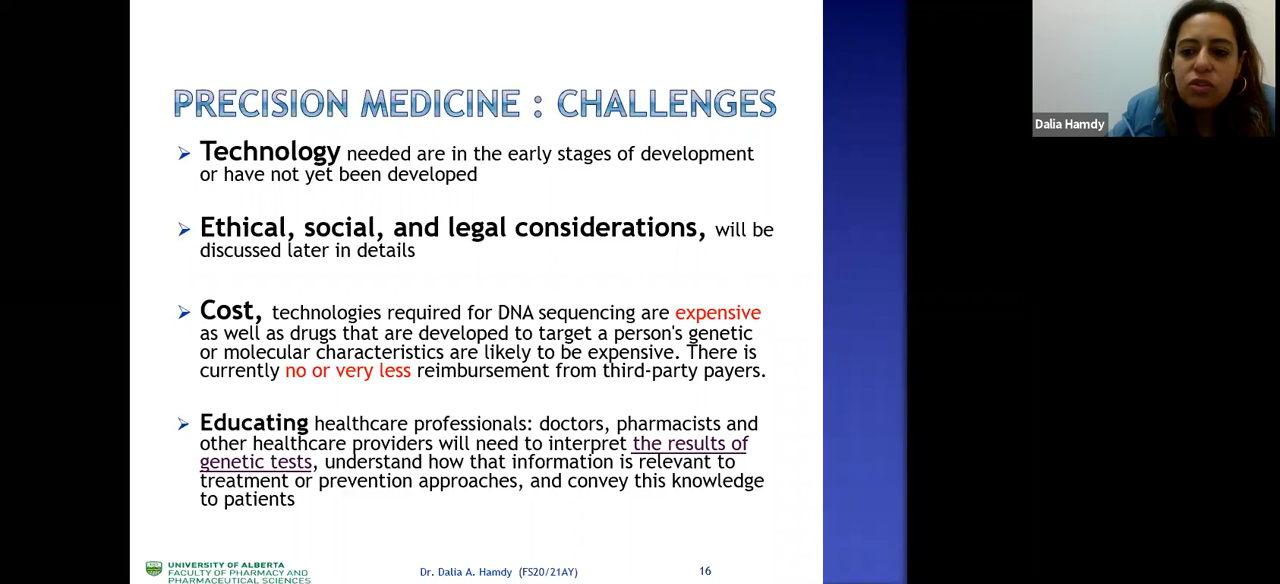 PRECISION MEDICINE : CHALLENGES
Technology needed are in the early stages of development
or have not yet been developed
Ethical, social, and legal considerations, will be
discussed later in details
Cost, technologies required for DNA sequencing are expensive
as well as drugs that are developed to target a person's genetic
or molecular characteristics are likely to be expensive. There is
currently no or very less reimbursement from third-party payers.
Educating healthcare professionals: doctors, pharmacists and
other healthcare providers will need to interpret the results of
genetic tests, understand how that information is relevant to
treatment or prevention approaches, and convey this knowledge
to patients
UNIVERSITY OF ALBERTA
FACULTY OF PHARMACY AND
PHARMACEUTICAL SCIENCES
Dr. Dalia A. Hamdy (FS20/21AY)
16
Dalia Hamdy